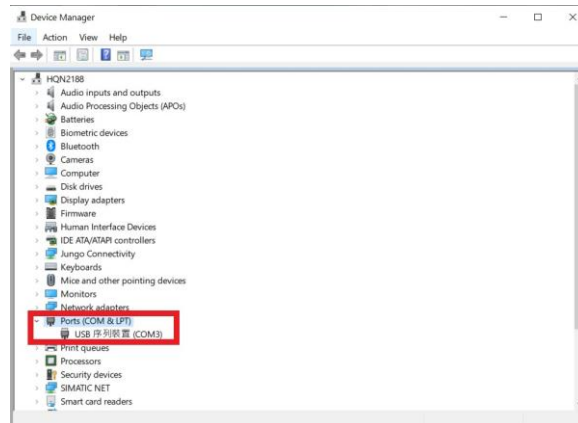 Device Manager
File Action View Help
HQN2188
Audio inputs and outputs
Audio Processing Objects (APOs)
Batteries
Biometric devices
Bluetooth
Cameras
Computer
Disk drives
Display adapters
Firmware
Human Interface Devices
IDE ATA/ATAPI controllers
Jungo Connectivity
Keyboards
Mice and other pointing devices
Monitors
Network adapters
Ports (COM & LPT)
USB 序列裝置 (COM3)
Print queues
Processors
Security devices
SIMATIC NET
Smart card readers